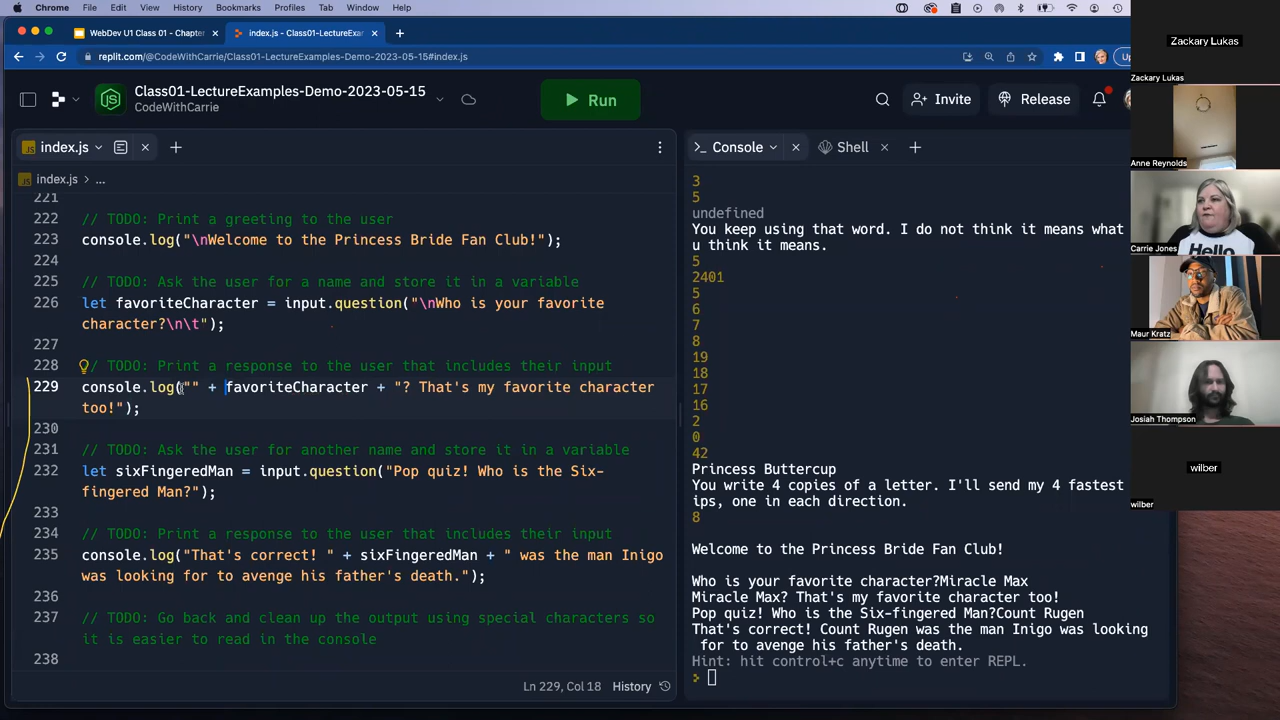 Chrome File Edit View History Bookmarks Profiles Tab Window Help
WebDev U1 Class 01 - Chapter
index.js - Class01-LectureExa
replit.com/@CodeWithCarrie/Class01-LectureExamples-Demo-2023-05-15#index.js
Class01-LectureExamples-Demo-2023-05-15
CodeWithCarrie
Run
Invite
Release
index.js
index.js > ...
221
222 // TODO: Print a greeting to the user
223 console.log("\nWelcome to the Princess Bride Fan Club!");
224
225 // TODO: Ask the user for a name and store it in a variable
226 let favoriteCharacter = input.question("\nWho is your favorite
character?\n\t");
227
228 / TODO: Print a response to the user that includes their input
229 console.log("" + favoriteCharacter + "? That's my favorite character
too!");
230
231 // TODO: Ask the user for another name and store it in a variable
232 let sixFingeredMan = input.question("Pop quiz! Who is the Six-
fingered Man?");
233
234 // TODO: Print a response to the user that includes their input
235 console.log("That's correct! " + sixFingeredMan + " was the man Inigo
was looking for to avenge his father's death.");
236
237 // TODO: Go back and clean up the output using special characters so
it is easier to read in the console
238
Ln 229, Col 18 History
Console
Shell
3
5
undefined
You keep using that word. I do not think it means what
u think it means.
5
2401
5
6
7
8
19
18
17
16
2
0
42
Princess Buttercup
You write 4 copies of a letter. I'll send my 4 fastest
ips, one in each direction.
8
Welcome to the Princess Bride Fan Club!
Who is your favorite character?Miracle Max
Miracle Max? That's my favorite character too!
Pop quiz! Who is the Six-fingered Man?Count Rugen
That's correct! Count Rugen was the man Inigo was looking
for to avenge his father's death.
Hint: hit control+c anytime to enter REPL.
>
Zackary Lukas
Zackary Lukas
Anne Reynolds
Hello
Carrie Jones
Maur Kratz
Josiah Thompson
wilber
wilber